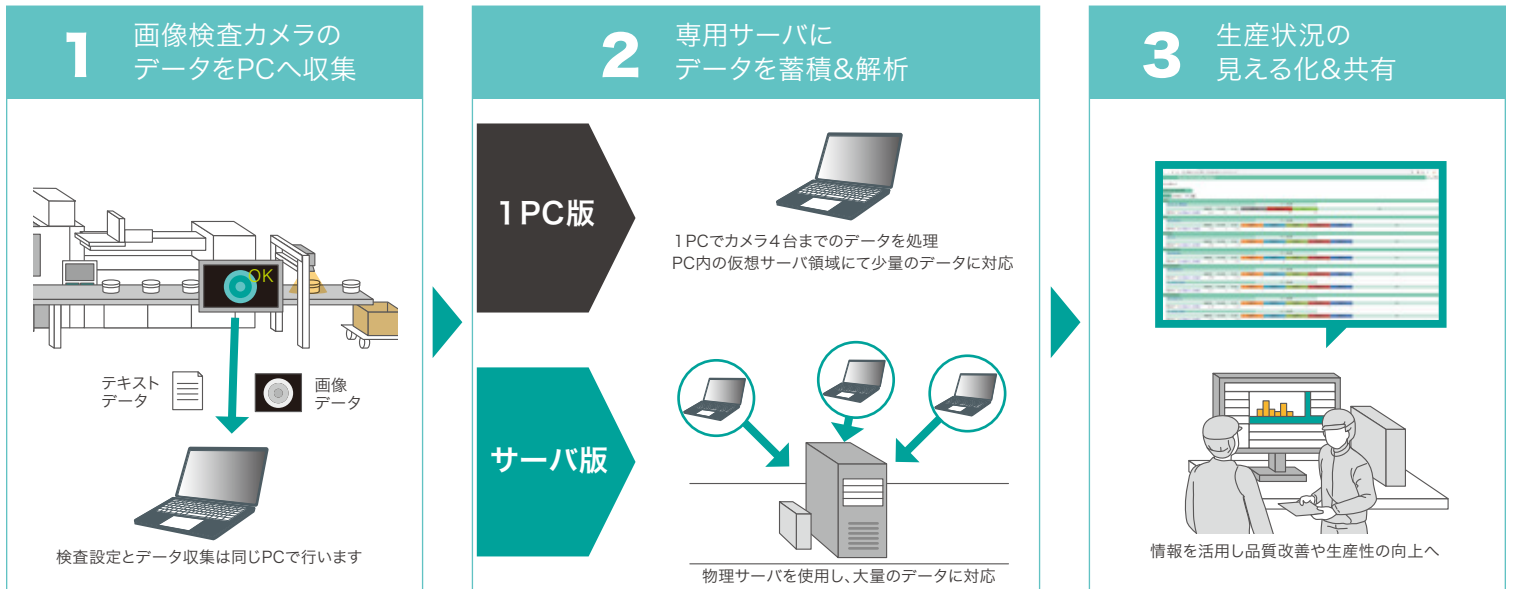 1
画像検査カメラの
データをPCへ収集
OK
テキスト
データ
画像
データ
検査設定とデータ収集は同じPCで行います
2
専用サーバに
データを蓄積&解析
1PC版
1PCでカメラ4台までのデータを処理
PC内の仮想サーバ領域にて少量のデータに対応
サーバ版
物理サーバを使用し、大量のデータに対応
3
生産状況の
見える化&共有
情報を活用し品質改善や生産性の向上へ